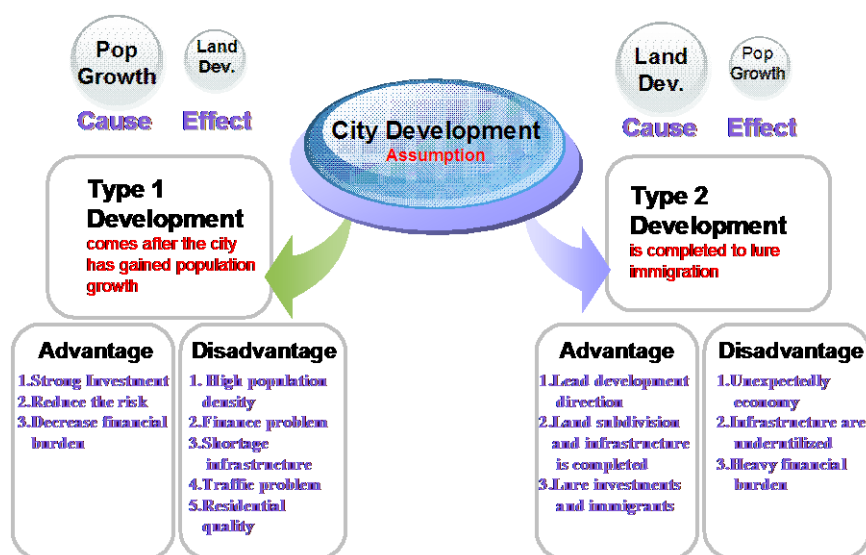 Pop
Growth
Land
Dev.
Cause
Effect
Land
Dev.
Pop
Growth
Cause
Effect
City Development
Assumption
Type 1
Development
comes after the city
has gained population
growth
Type 2
Development
is completed to lure
immigration
Advantage
1.Strong Investment
2.Reduce the risk
3.Decrease financial
burden
Disadvantage
1. High population
density
2.Finance problem
3.Shortage
infrastructure
4.Traffic problem
5.Residential
quality
Advantage
1.Lead development
direction
2.Land subdivision
and infrastructure
is completed
3.Lure investments
and immigrants
Disadvantage
1.Unexpectedly
economy
2.Infrastructure are
underutilized
3.Heavy financial
burden